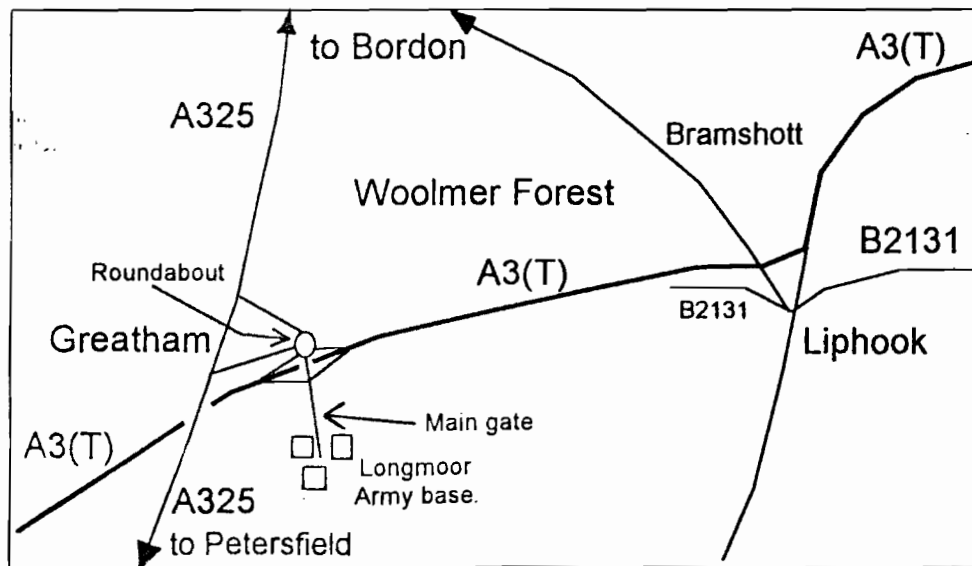 to Bordon
A3(T)
A325
Bramshott
Woolmer Forest
B2131
Roundabout
A3(T)
B2131
Greatham
Liphook
Main gate
A3(T)
Longmoor
Army base.
A325
to Petersfield